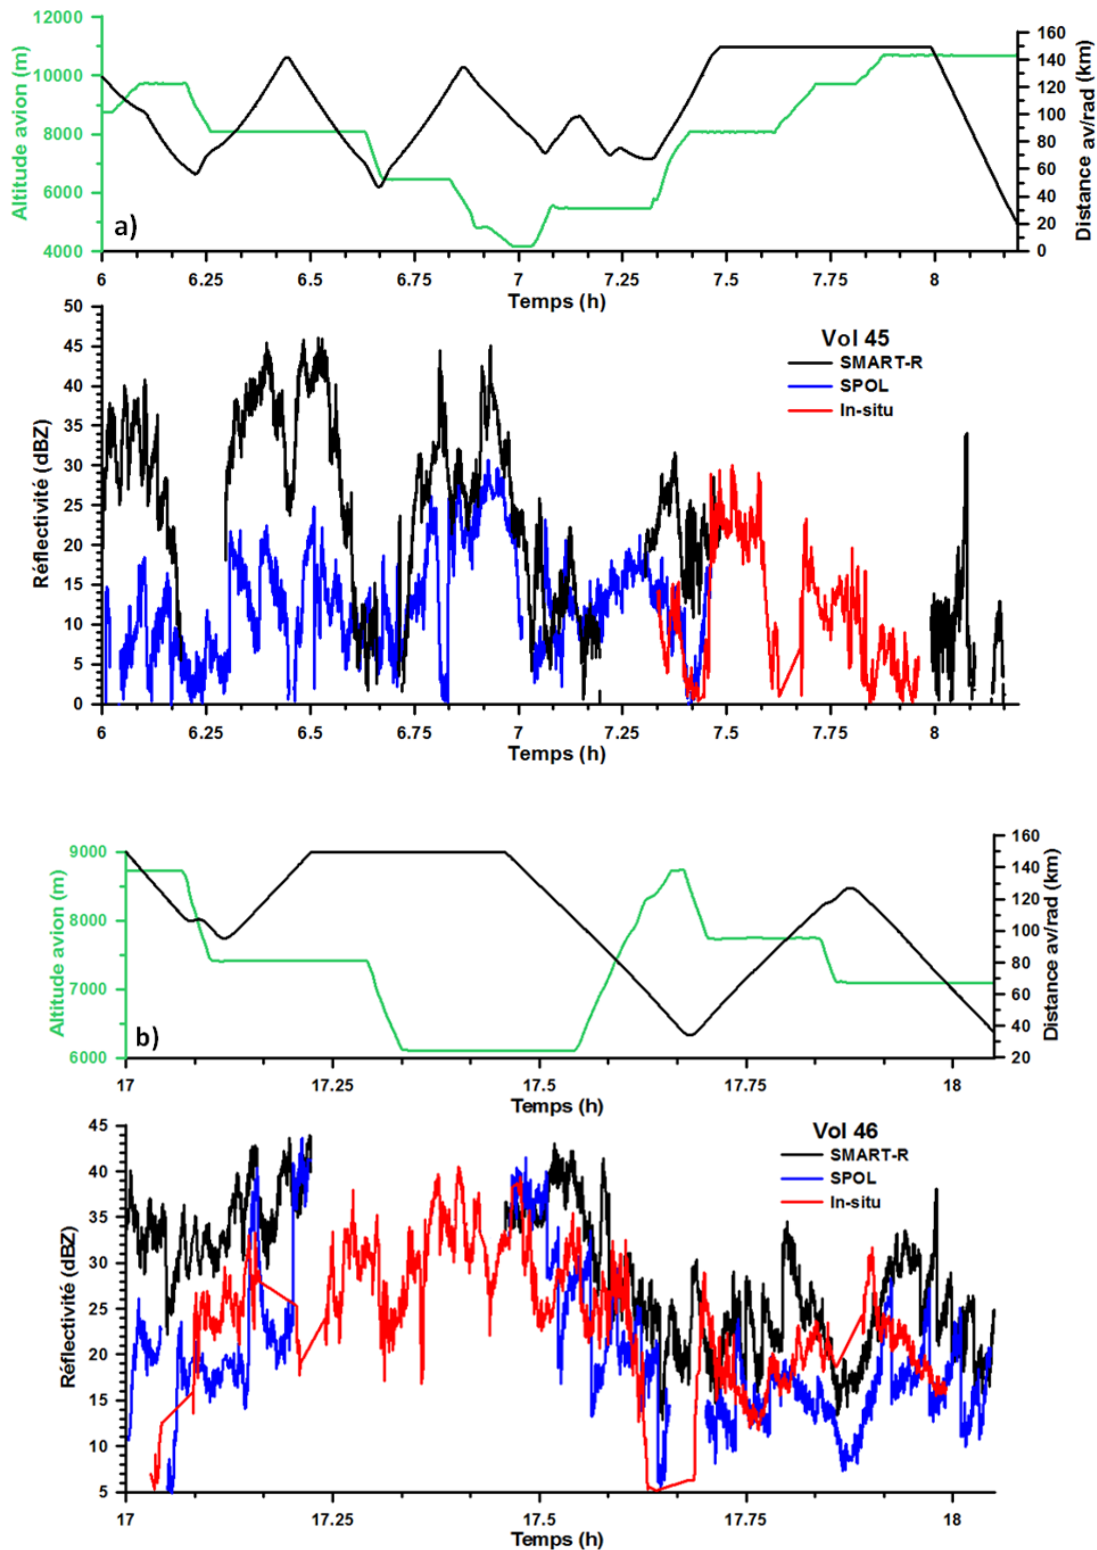 12000
10000
8000
6000
4000
Altitude avion (m)
160
140
120
100
80
60
40
20
0
Distance av/rad (km)
a)
6 6.25 6.5 6.75 7 7.25 7.5 7.75 8
Temps (h)
50
45
40
35
30
25
20
15
10
5
0
Réflectivité (dBZ)
Vol 45
SMART-R
SPOL
In-situ
6 6.25 6.5 6.75 7 7.25 7.5 7.75 8
Temps (h)
9000
8000
7000
6000
Altitude avion (m)
160
140
120
100
80
60
40
20
Distance av/rad (km)
b)
17 17.25 17.5 17.75 18
Temps (h)
45
40
35
30
25
20
15
10
5
Réflectivité (dBZ)
Vol 46
SMART-R
SPOL
In-situ
17 17.25 17.5 17.75 18
Temps (h)